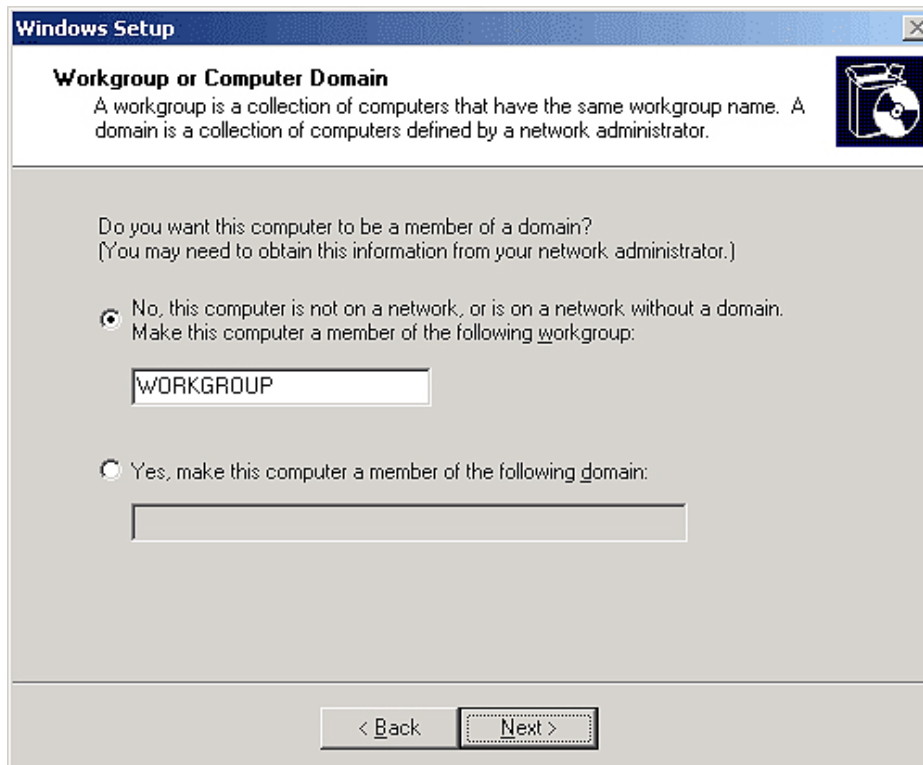 Windows Setup
Workgroup or Computer Domain
A workgroup is a collection of computers that have the same workgroup name. A
domain is a collection of computers defined by a network administrator.
Do you want this computer to be a member of a domain?
(You may need to obtain this information from your network administrator.)
No, this computer is not on a network, or is on a network without a domain.
Make this computer a member of the following workgroup:
WORKGROUP
Yes, make this computer a member of the following domain:
< Back Next >